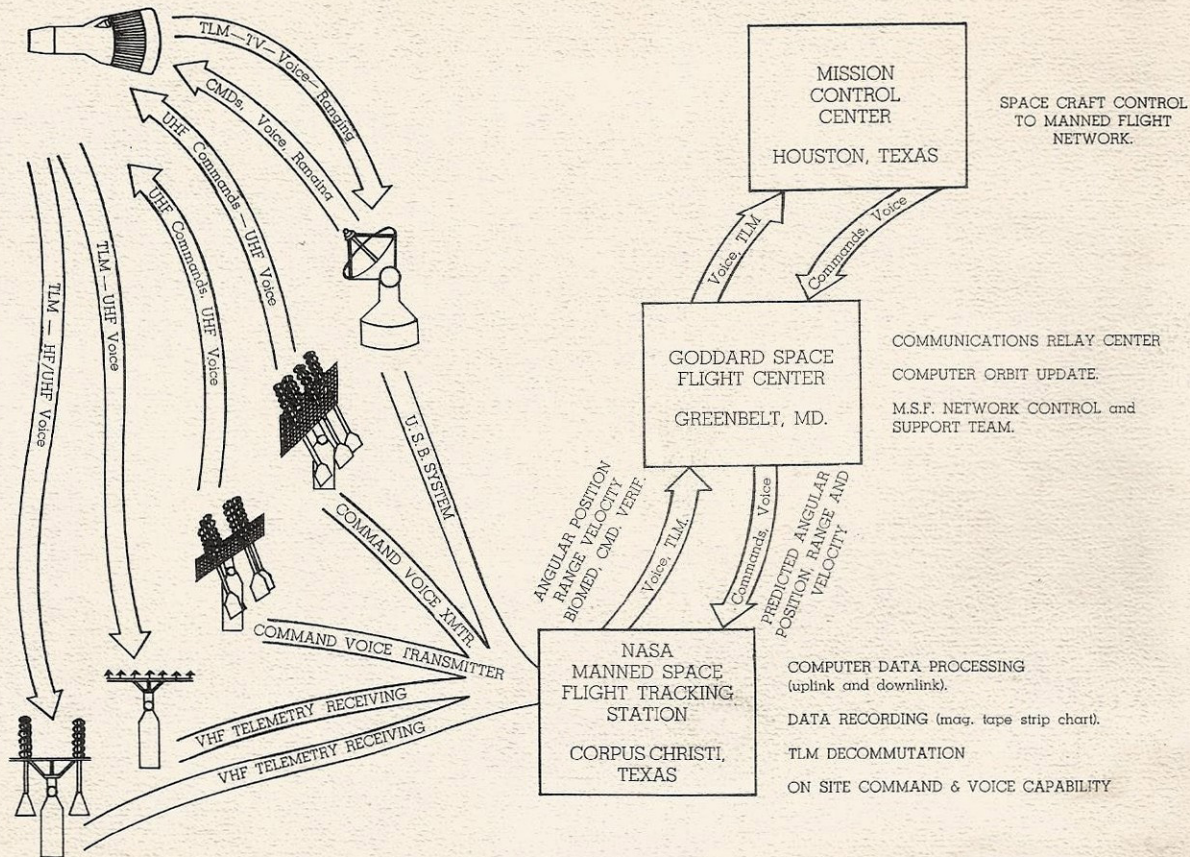 TLM—TV—Voice—Ranging
CMDs, Voice, Ranging
UHF Commands—UHF Voice
UHF Commands, UHF Voice
TLM—UHF Voice
TLM — HF/UHF Voice
U.S.B. SYSTEM
COMMAND VOICE XMTR.
COMMAND VOICE TRANSMITTER
VHF TELEMETRY RECEIVING
VHF TELEMETRY RECEIVING
MISSION
CONTROL
CENTER
HOUSTON, TEXAS
SPACE CRAFT CONTROL
TO MANNED FLIGHT
NETWORK.
Voice, TLM
Commands, Voice
GODDARD SPACE
FLIGHT CENTER
GREENBELT, MD.
COMMUNICATIONS RELAY CENTER
COMPUTER ORBIT UPDATE.
M.S.F. NETWORK CONTROL and
SUPPORT TEAM.
ANGULAR POSITION
RANGE VELOCITY
BIOMED, CMD. VERIF.
Voice, TLM.
Commands, Voice
PREDICTED ANGULAR
POSITION, RANGE AND
VELOCITY
NASA
MANNED SPACE
FLIGHT TRACKING
STATION
CORPUS CHRISTI,
TEXAS
COMPUTER DATA PROCESSING
(uplink and downlink).
DATA RECORDING (mag. tape strip chart).
TLM DECOMMUTATION
ON SITE COMMAND & VOICE CAPABILITY